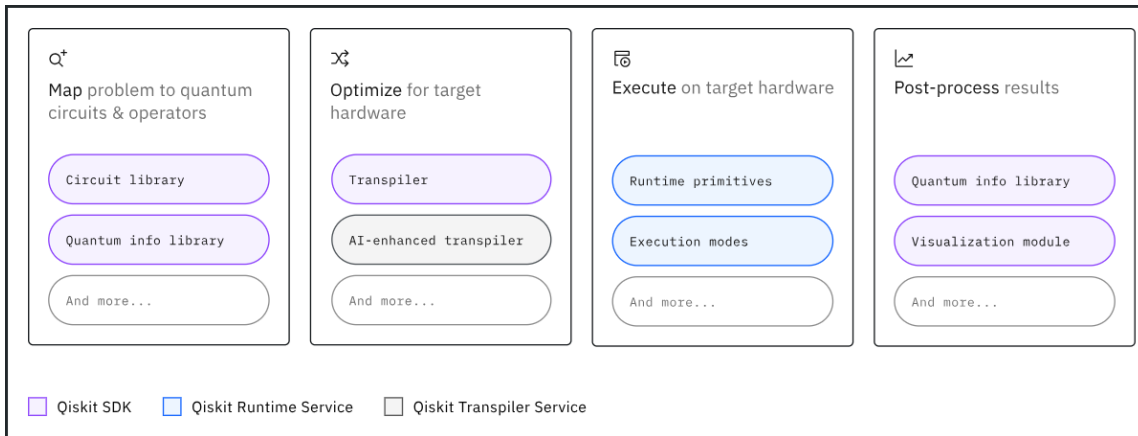 Map problem to quantum
circuits & operators
Circuit library
Quantum info library
And more...
Optimize for target
hardware
Transpiler
AI-enhanced transpiler
And more...
Execute on target hardware
Runtime primitives
Execution modes
And more...
Post-process results
Quantum info library
Visualization module
And more...
Qiskit SDK
Qiskit Runtime Service
Qiskit Transpiler Service